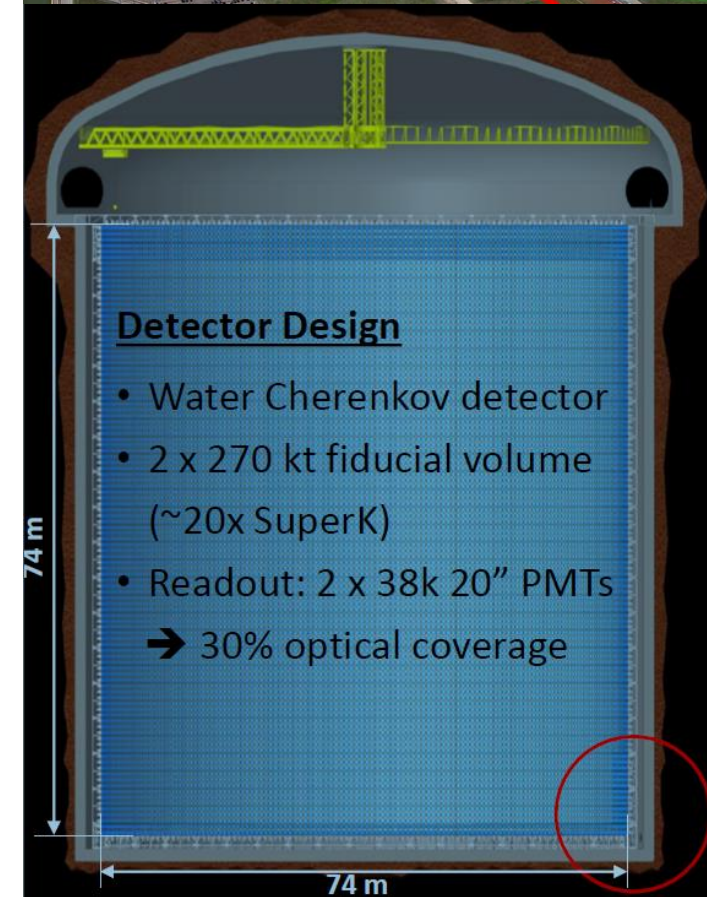 Detector Design
• Water Cherenkov detector
• 2 x 270 kt fiducial volume
(~20x SuperK)
• Readout: 2 x 38k 20” PMTs
➔ 30% optical coverage
74 m
74 m